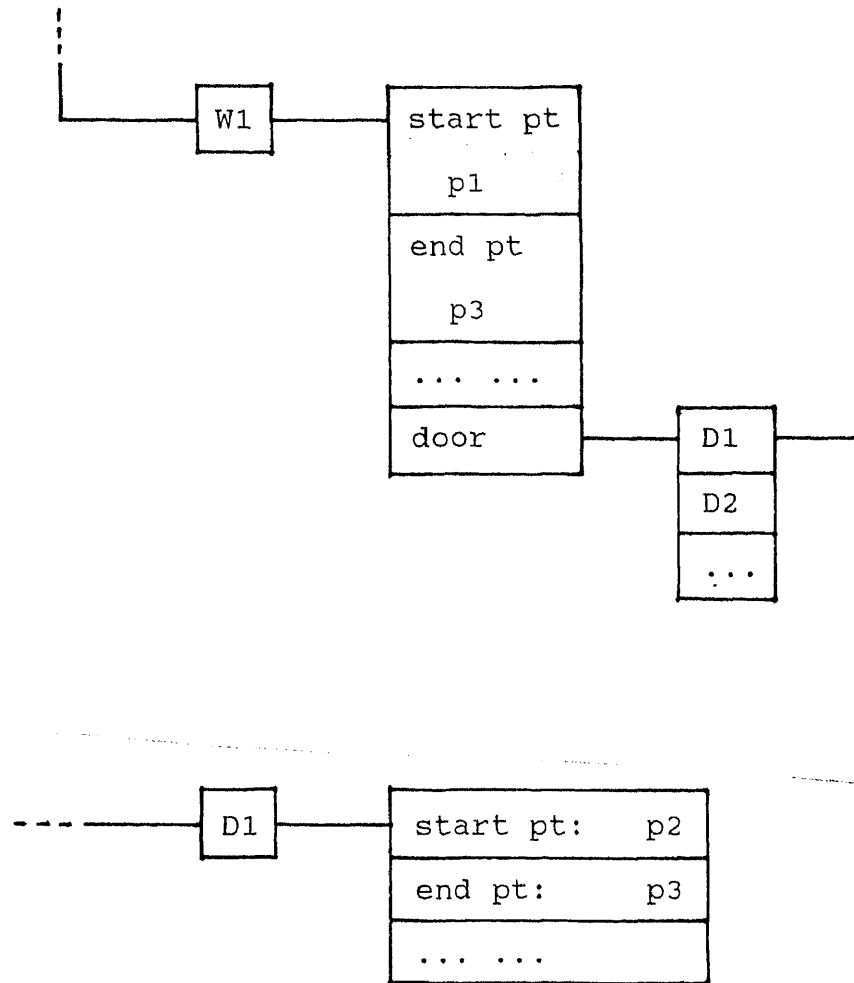 W1
start pt
p1
end pt
p3
... ...
door
D1
D2
...
D1
start pt: p2
end pt: p3
... ...